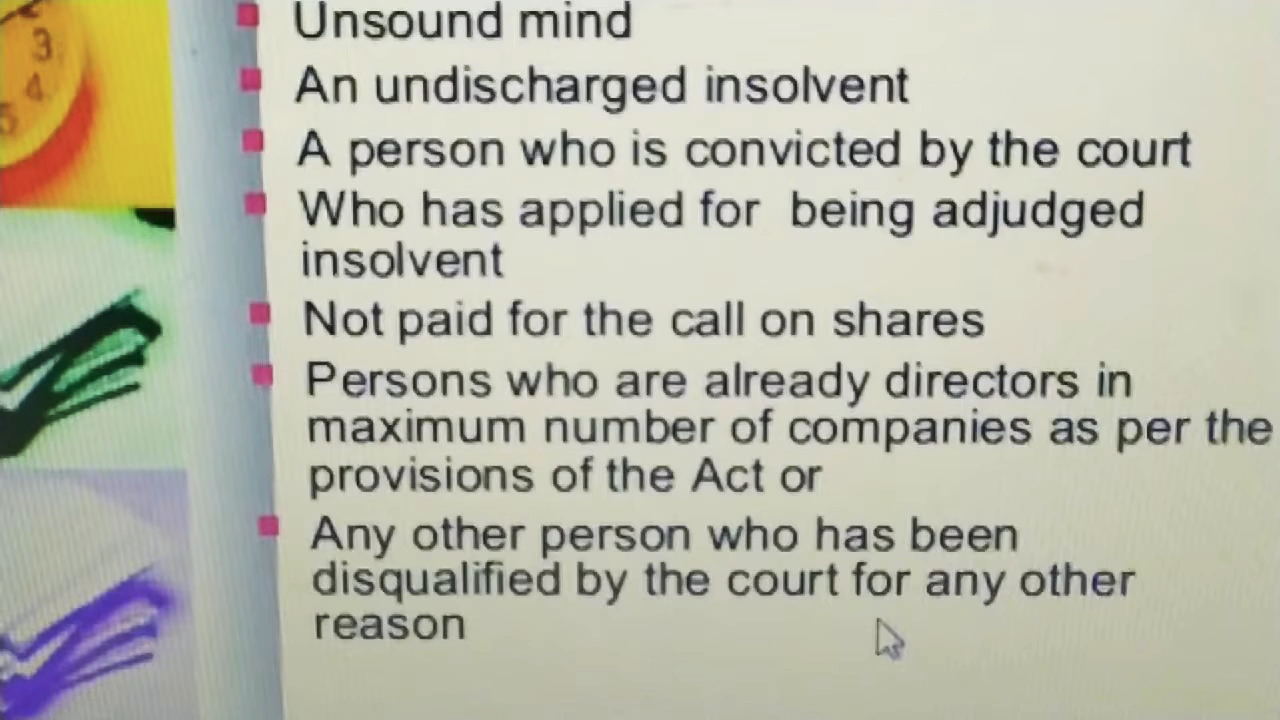 Unsound mind
An undischarged insolvent
A person who is convicted by the court
Who has applied for being adjudged
insolvent
Not paid for the call on shares
Persons who are already directors in
maximum number of companies as per the
provisions of the Act or
Any other person who has been
disqualified by the court for any other
reason
3
4
5